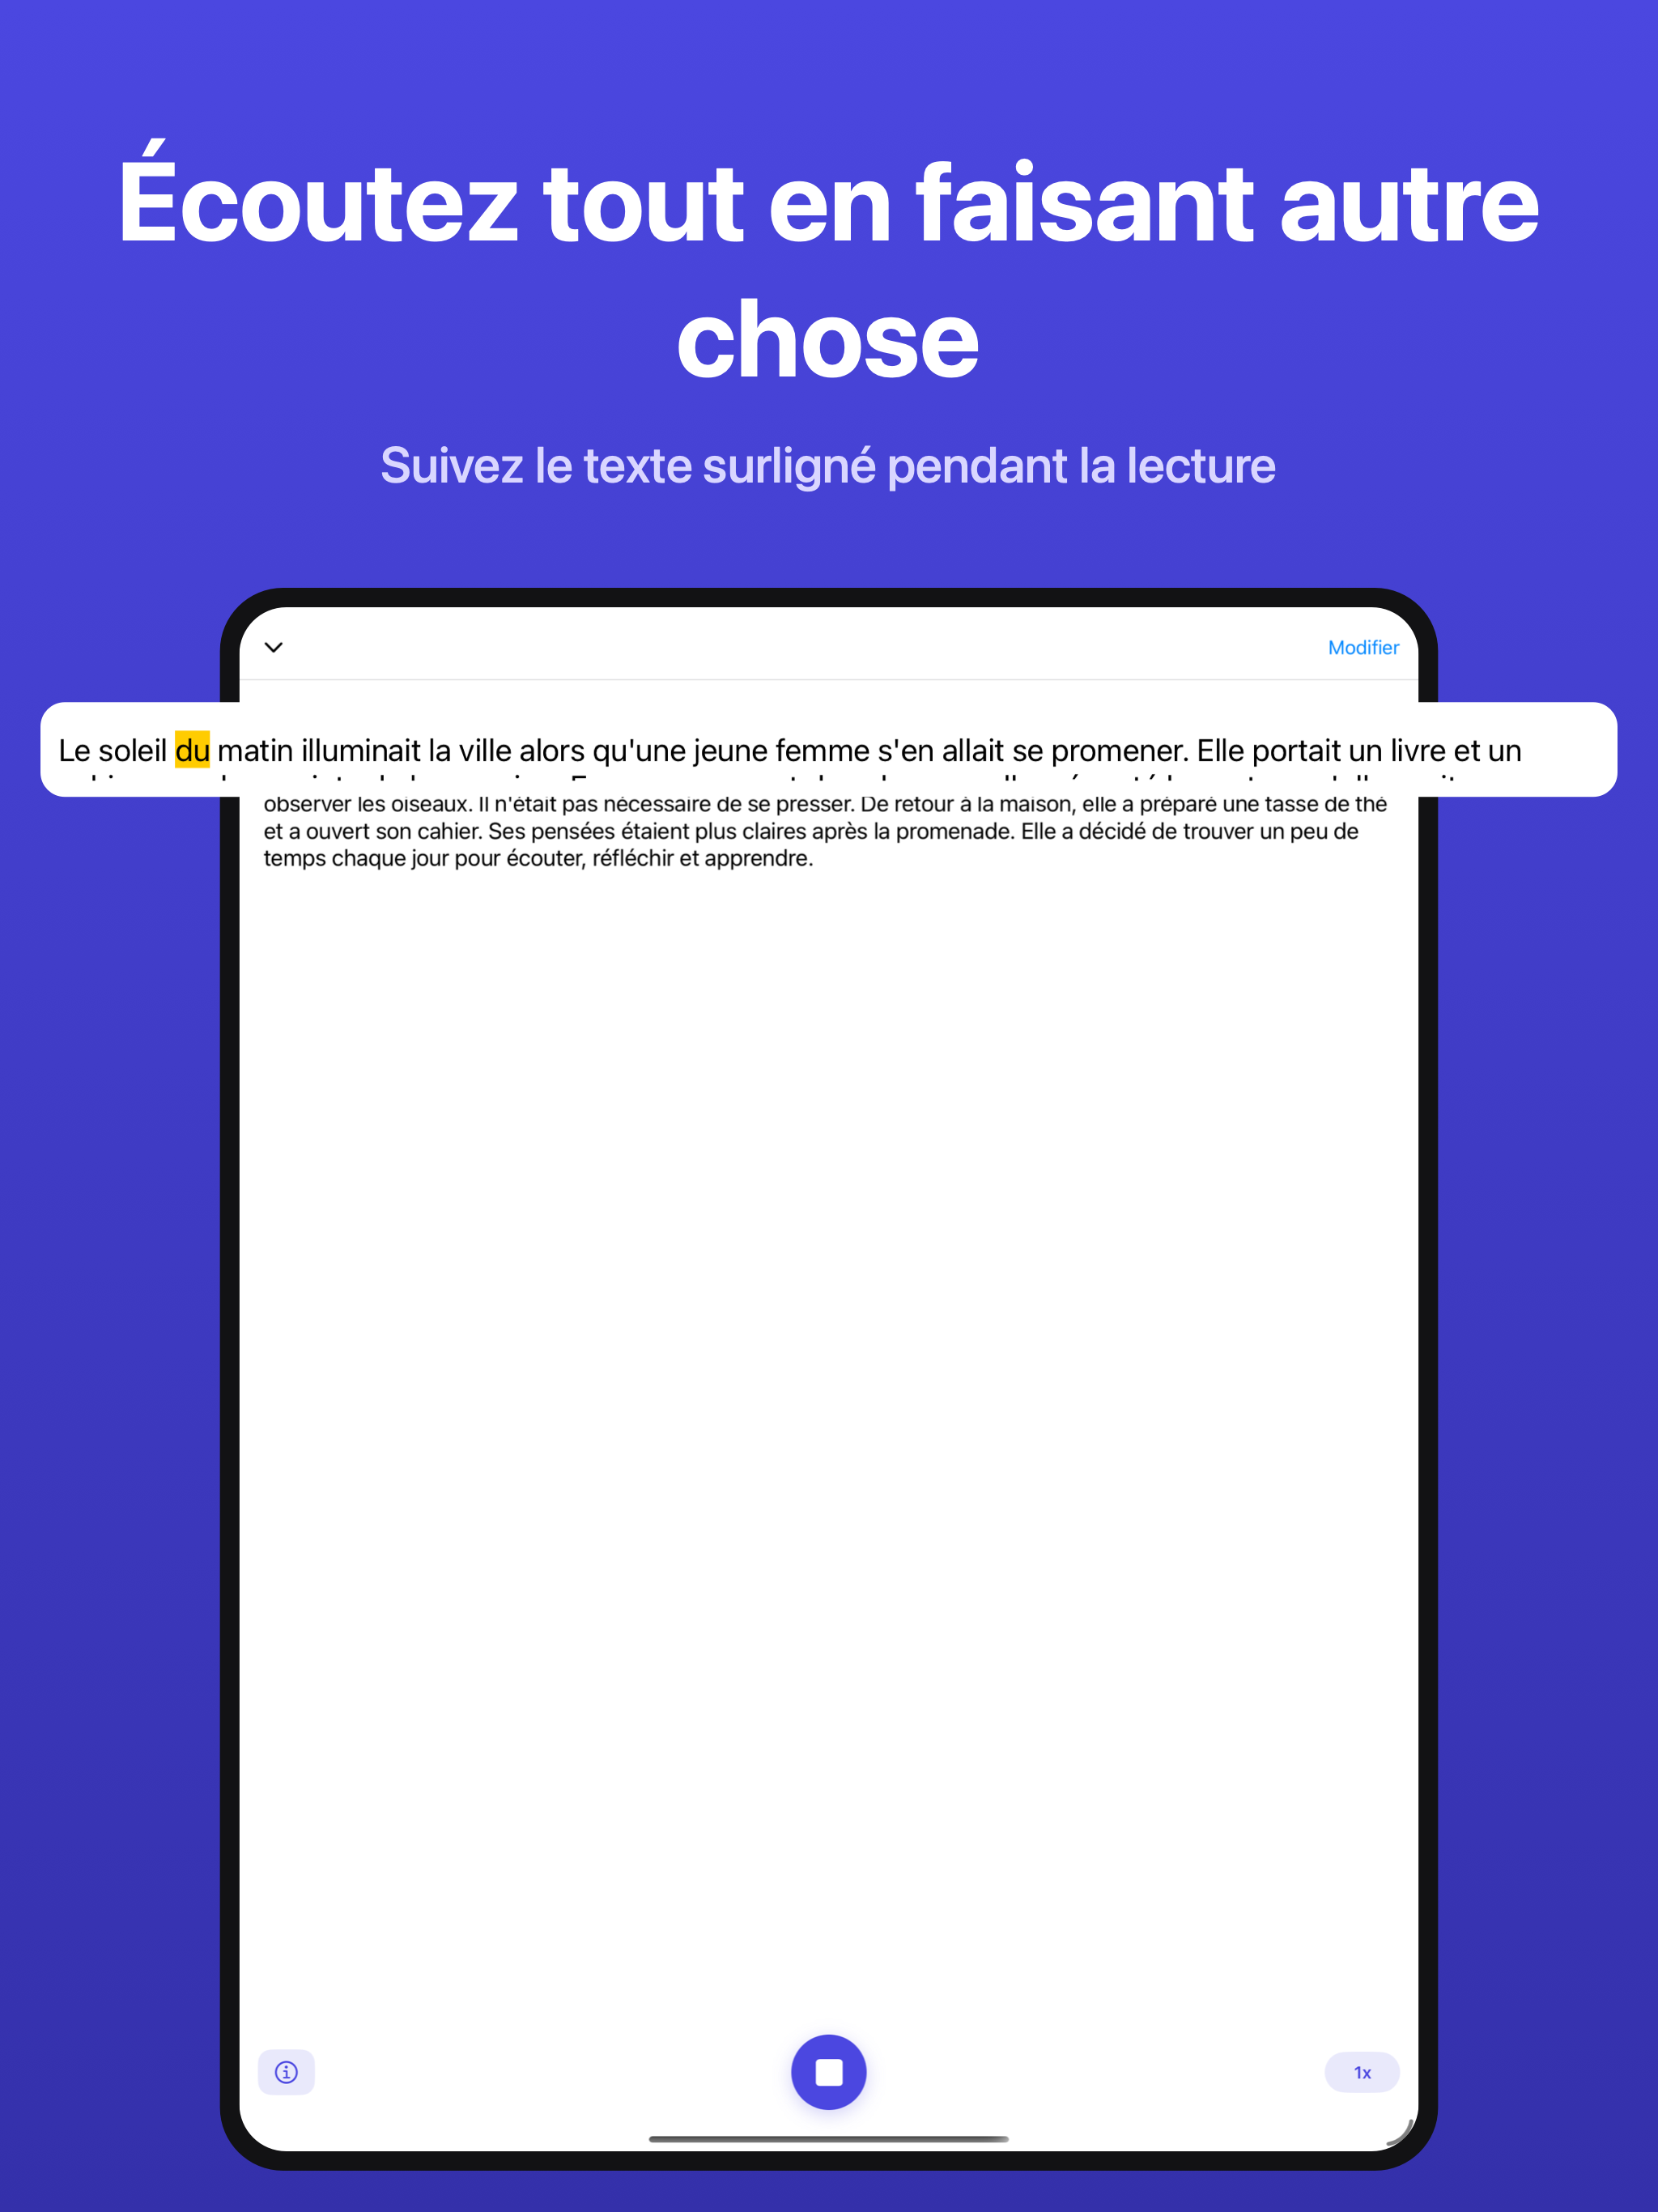 Écoutez tout en faisant autre
chose
Suivez le texte surligné pendant la lecture
Modifier
Le soleil du matin illuminait la ville alors qu'une jeune femme s'en allait se promener. Elle portait un livre et un
observer les oiseaux. Il n'était pas nécessaire de se presser. De retour à la maison, elle a préparé une tasse de thé
et a ouvert son cahier. Ses pensées étaient plus claires après la promenade. Elle a décidé de trouver un peu de
temps chaque jour pour écouter, réfléchir et apprendre.
1x